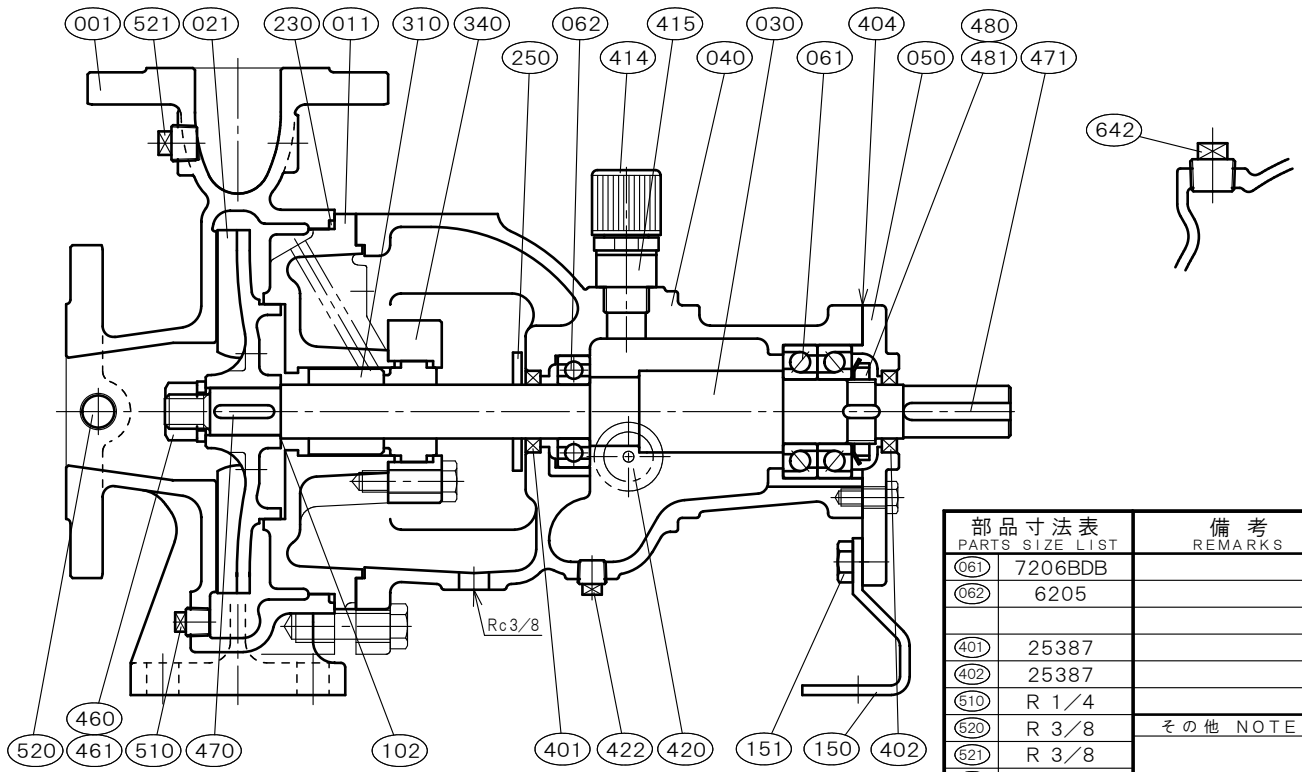 001 521 021 230 011 310 340 062 415 030 404 480
250 414 040 061 050 481 471
642
部品寸法表
PARTS SIZE LIST
備考
REMARKS
061 7206BDB
062 6205
401 25387
402 25387
510 R 1/4
520 R 3/8
521 R 3/8
その他 NOTE
Rc3/8
460
520 461 510 470 102 401 422 420 151 150 402